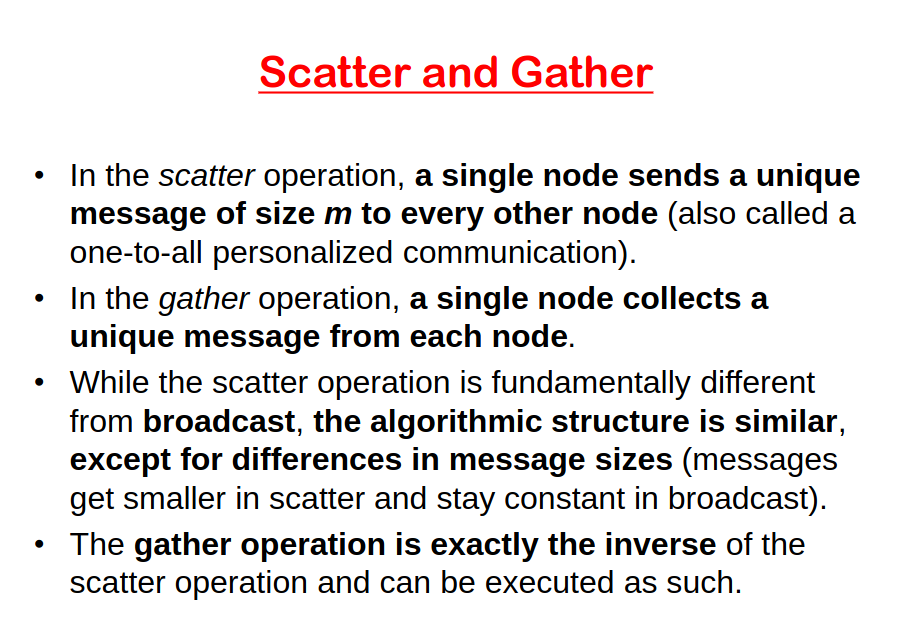 Scatter and Gather
• In the scatter operation, a single node sends a unique
message of size m to every other node (also called a
one-to-all personalized communication).
• In the gather operation, a single node collects a
unique message from each node.
• While the scatter operation is fundamentally different
from broadcast, the algorithmic structure is similar,
except for differences in message sizes (messages
get smaller in scatter and stay constant in broadcast).
• The gather operation is exactly the inverse of the
scatter operation and can be executed as such.